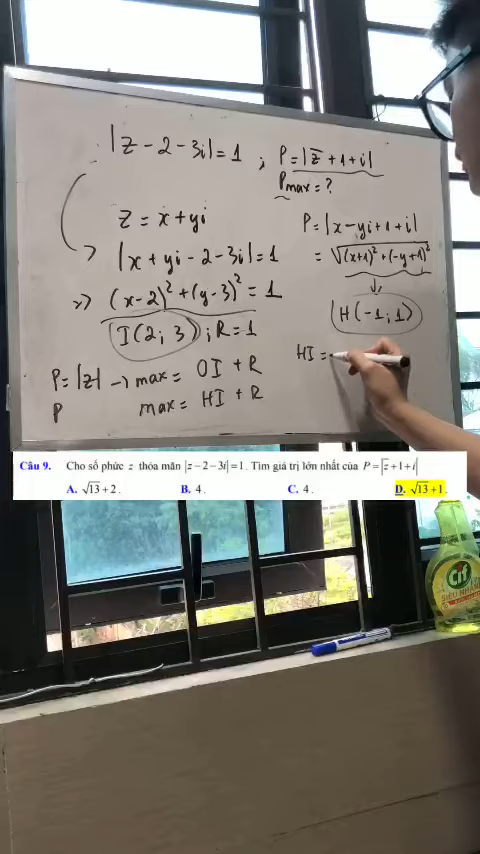 |z - 2 - 3i| = 1 ; P = |z̅ + 1 + i|
Pmax = ?
z = x + yi
P = |x - yi + 1 + i|
|x + yi - 2 - 3i| = 1
= √(x+1)² + (-y+1)²
=> (x-2)² + (y-3)² = 1
H(-1; 1)
I(2; 3) ; R = 1
HI =
P = |z| -> max = OI + R
P max = HI + R
Câu 9. Cho số phức z thỏa mãn |z - 2 - 3i| = 1. Tìm giá trị lớn nhất của P = |z̅ + 1 + i|
A. √13 + 2. B. 4. C. 4. D. √13 + 1.
Cif
SIÊU NHANH